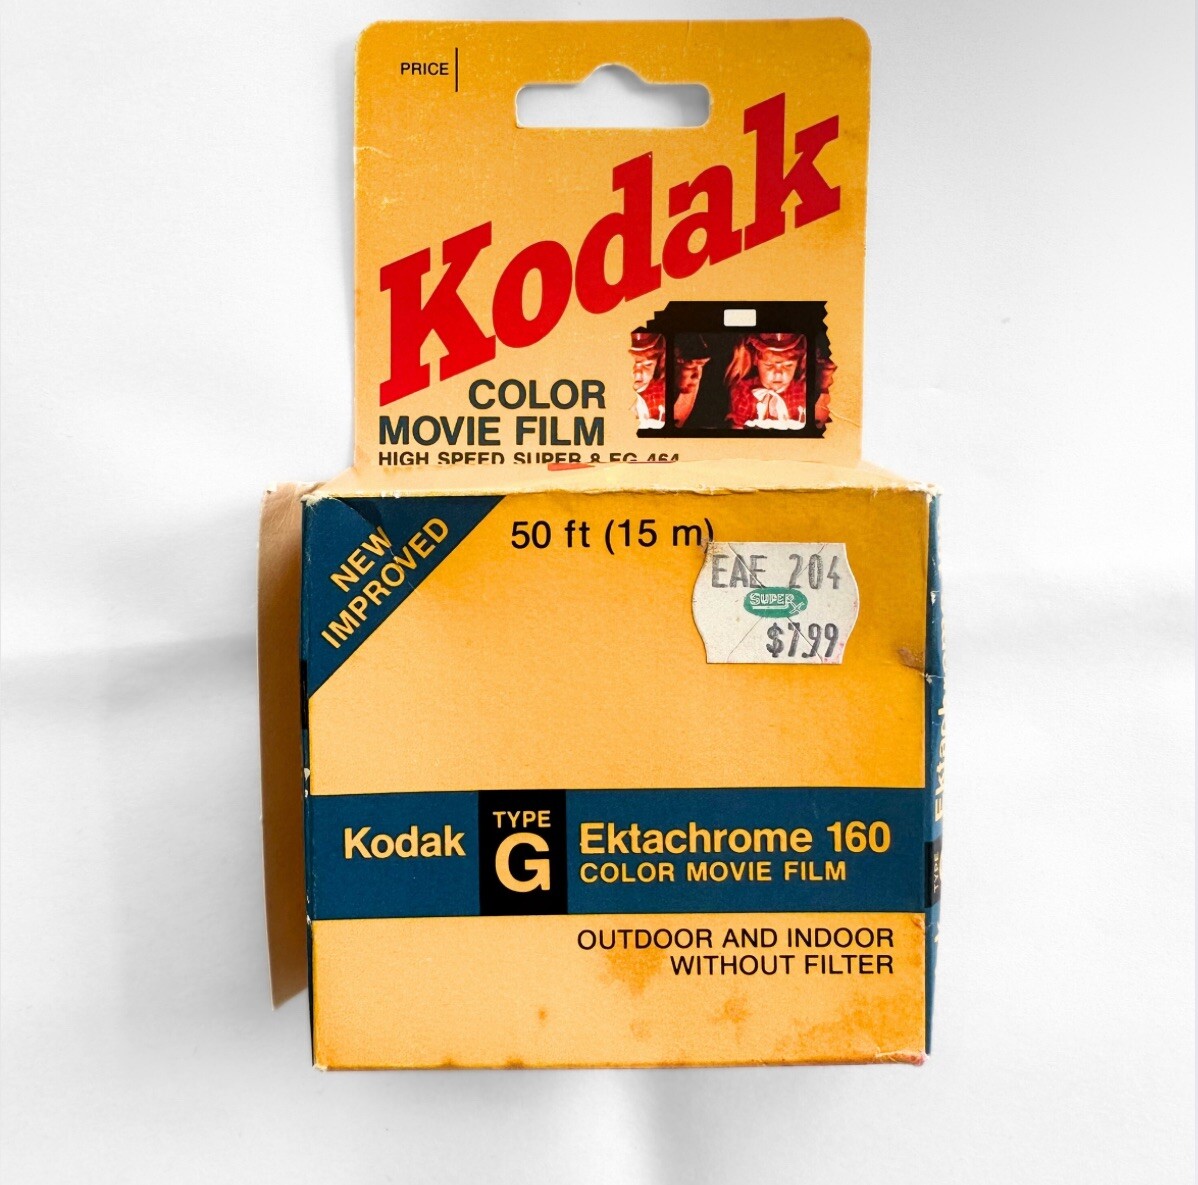 PRICE
Kodak
COLOR
MOVIE FILM
HIGH SPEED SUPER 8 EG 464
NEW
IMPROVED
50 ft (15 m)
EAE 204
SUPER X
$7.99
Kodak
TYPE
G
Ektachrome 160
COLOR MOVIE FILM
OUTDOOR AND INDOOR
WITHOUT FILTER
TYPE